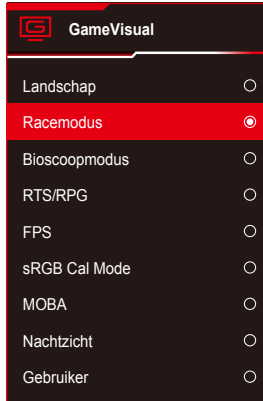 GameVisual
Landschap
Racemodus
Bioscoopmodus
RTS/RPG
FPS
sRGB Cal Mode
MOBA
Nachtzicht
Gebruiker